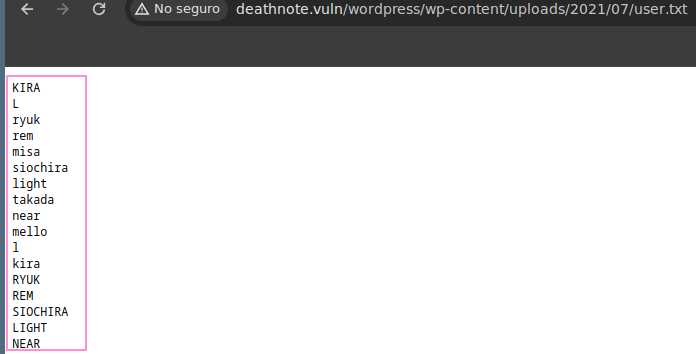 No seguro
deathnote.vuln/wordpress/wp-content/uploads/2021/07/user.txt
KIRA
L
ryuk
rem
misa
siochira
light
takada
near
mello
l
kira
RYUK
REM
SIOCHIRA
LIGHT
NEAR